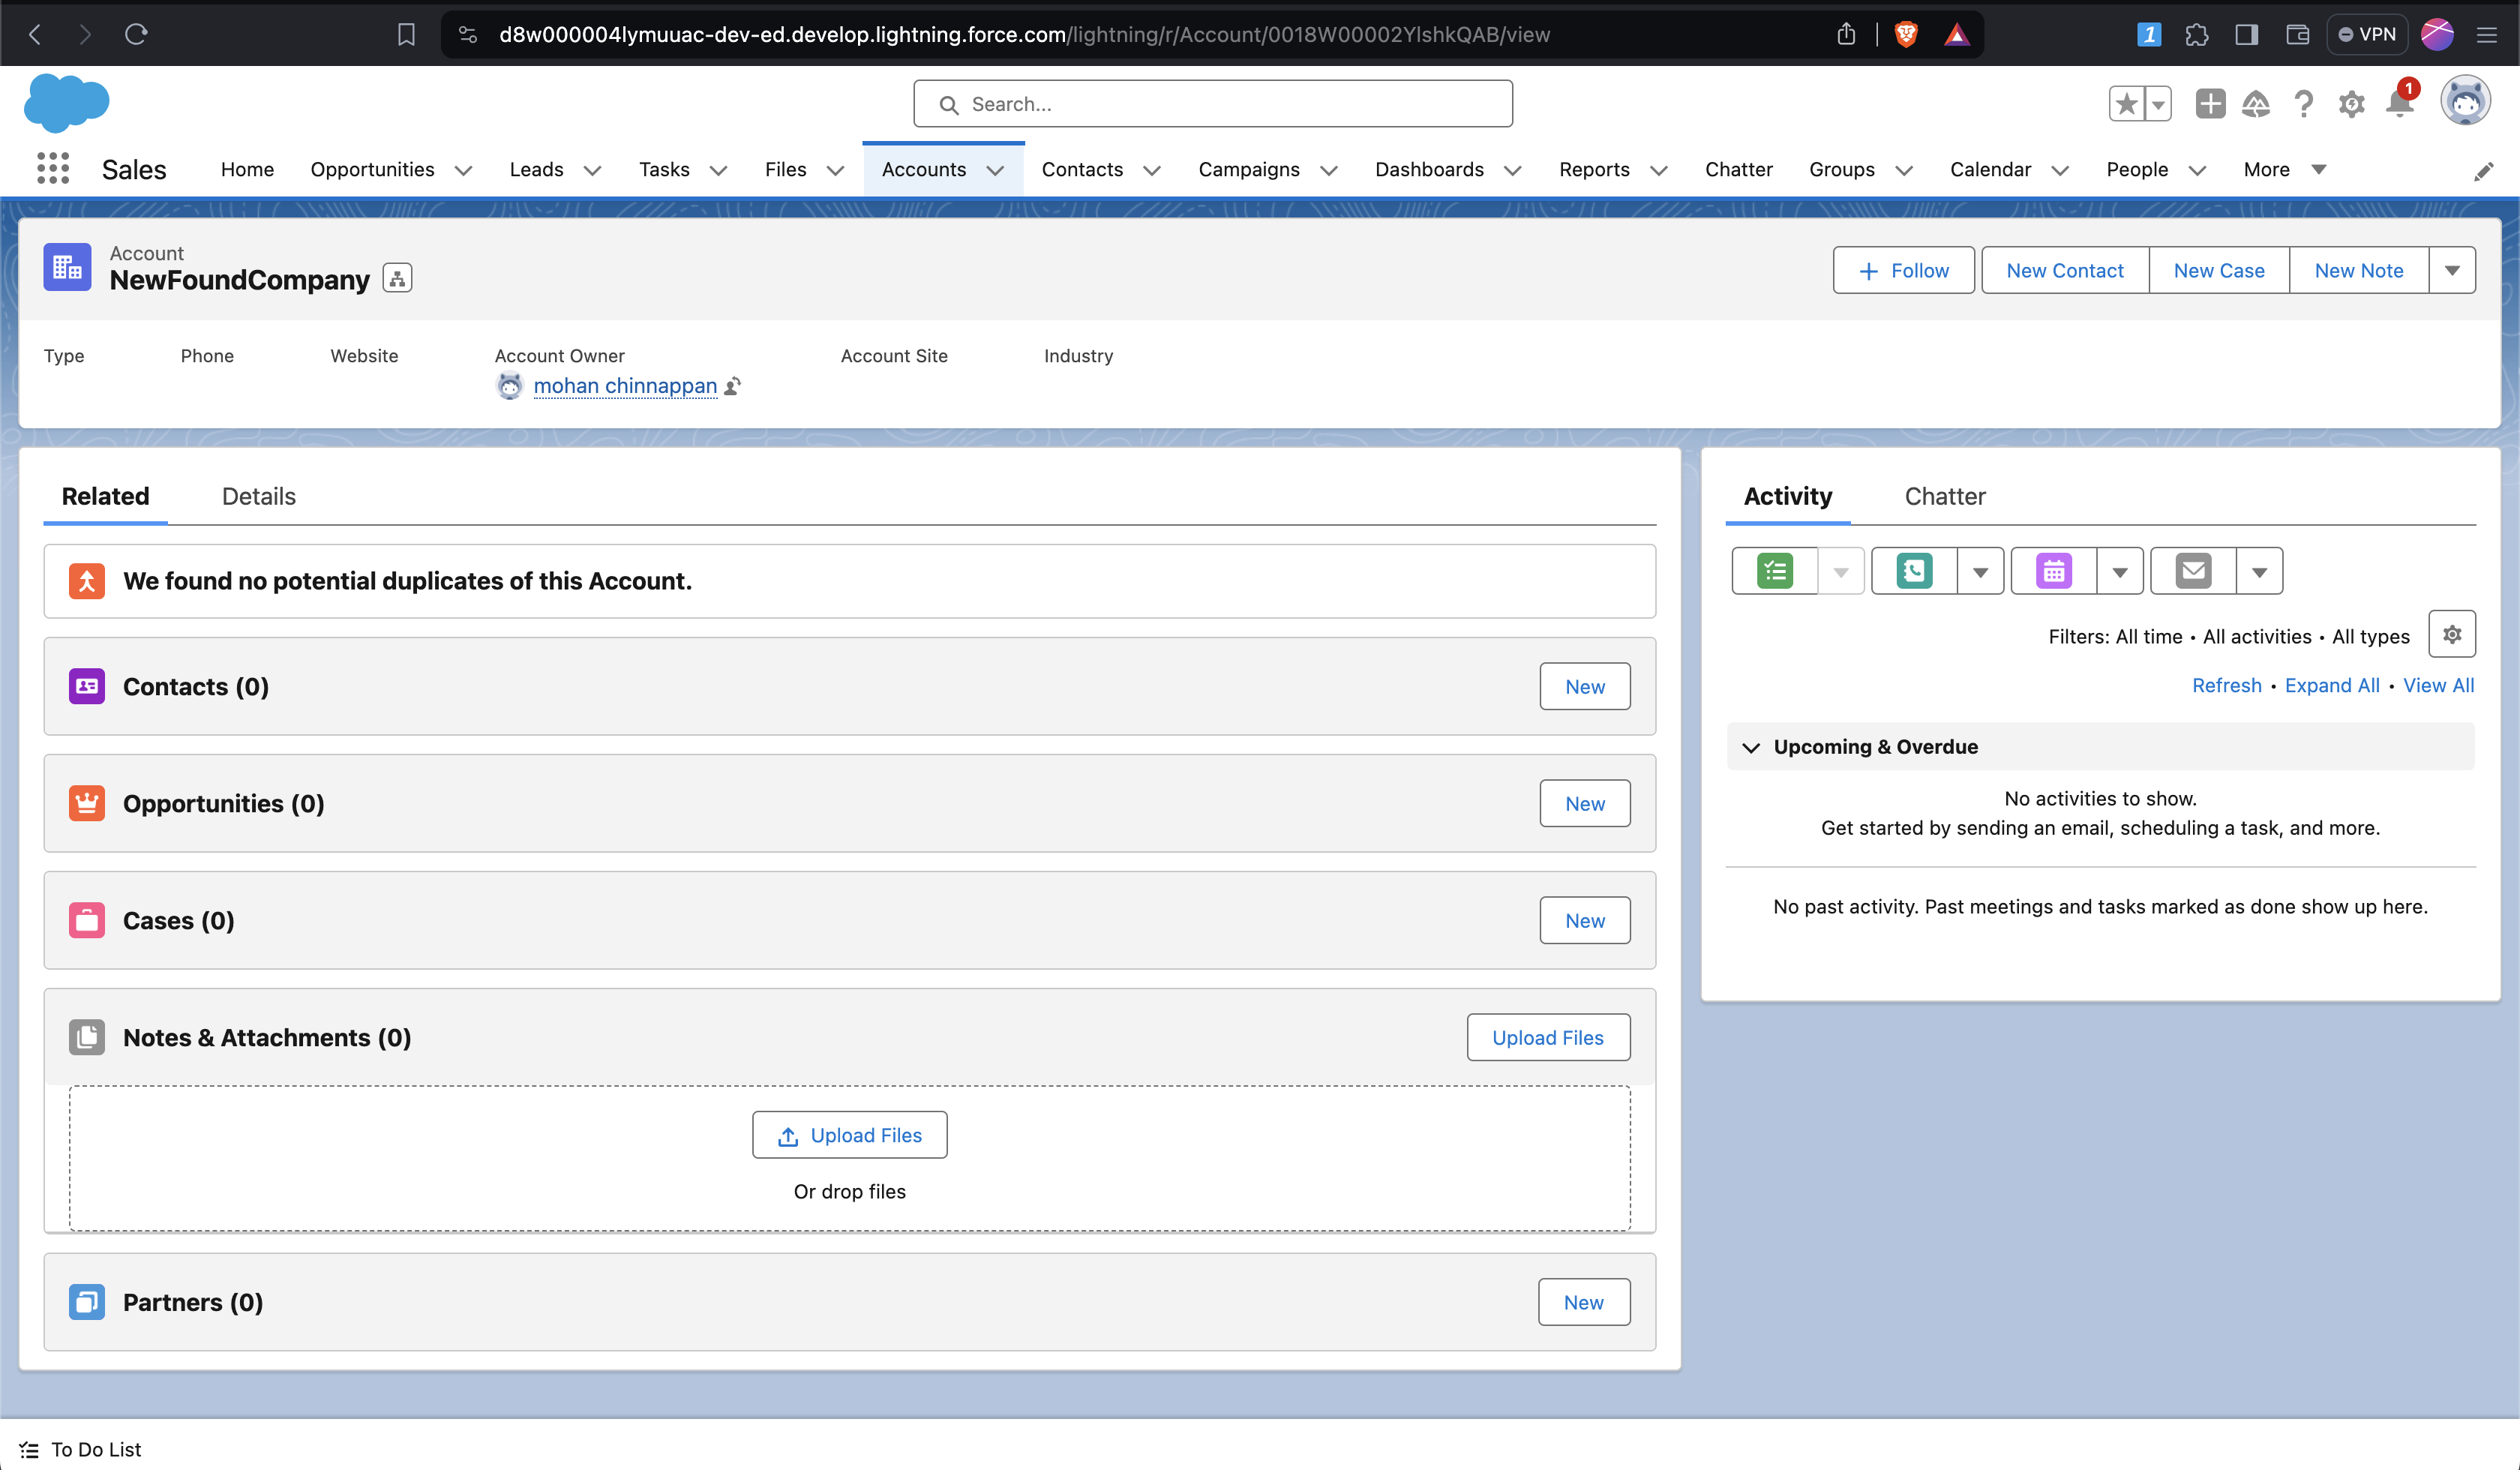 d8w000004lymuuac-dev-ed.develop.lightning.force.com/lightning/r/Account/0018W00002YlshkQAB/view
1
VPN
Search...
1
Sales
Home
Opportunities
Leads
Tasks
Files
Accounts
Contacts
Campaigns
Dashboards
Reports
Chatter
Groups
Calendar
People
More
Account
NewFoundCompany
Follow
New Contact
New Case
New Note
Type
Phone
Website
Account Owner
Account Site
Industry
mohan chinnappan
Related
Details
We found no potential duplicates of this Account.
Contacts (0)
New
Opportunities (0)
New
Cases (0)
New
Notes & Attachments (0)
Upload Files
Upload Files
Or drop files
Partners (0)
New
Activity
Chatter
Filters: All time • All activities • All types
Refresh • Expand All • View All
Upcoming & Overdue
No activities to show.
Get started by sending an email, scheduling a task, and more.
No past activity. Past meetings and tasks marked as done show up here.
To Do List